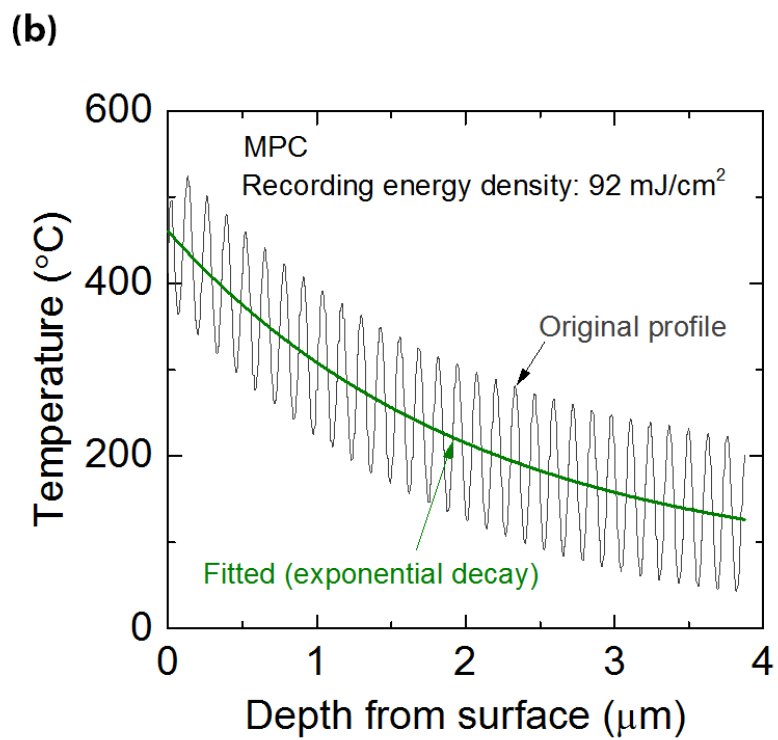 (b)
600
400
200
0
MPC
Recording energy density: 92 mJ/cm²
Original profile
Fitted (exponential decay)
0 1 2 3 4
Temperature (°C)
Depth from surface (μm)